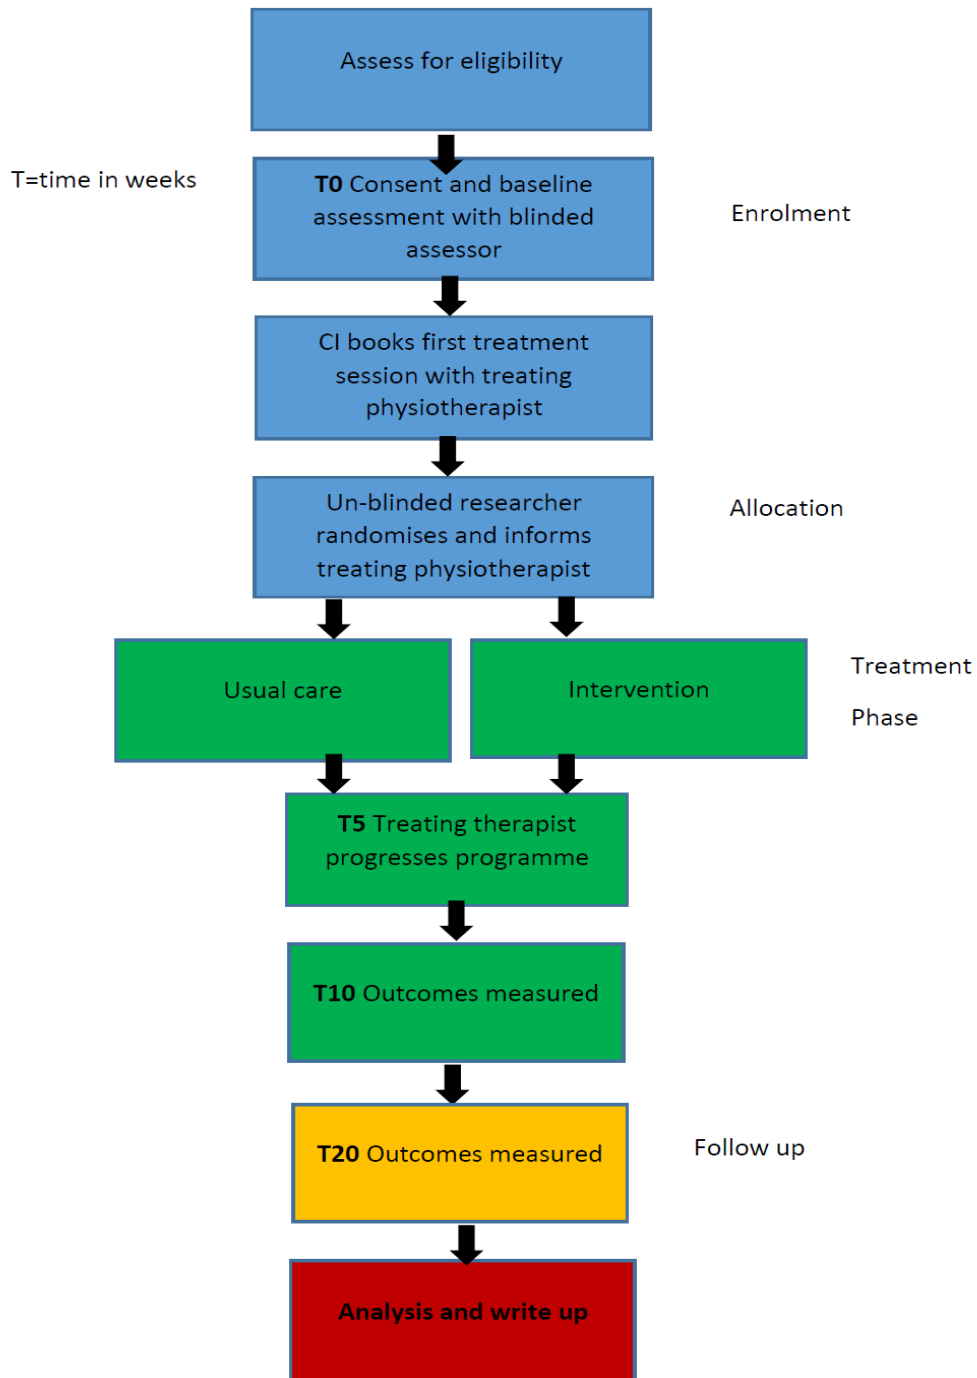 Assess for eligibility
T=time in weeks
T0 Consent and baseline
assessment with blinded
assessor
Enrolment
CI books first treatment
session with treating
physiotherapist
Un-blinded researcher
randomises and informs
treating physiotherapist
Allocation
Usual care
Intervention
Treatment
Phase
T5 Treating therapist
progresses programme
T10 Outcomes measured
T20 Outcomes measured
Follow up
Analysis and write up